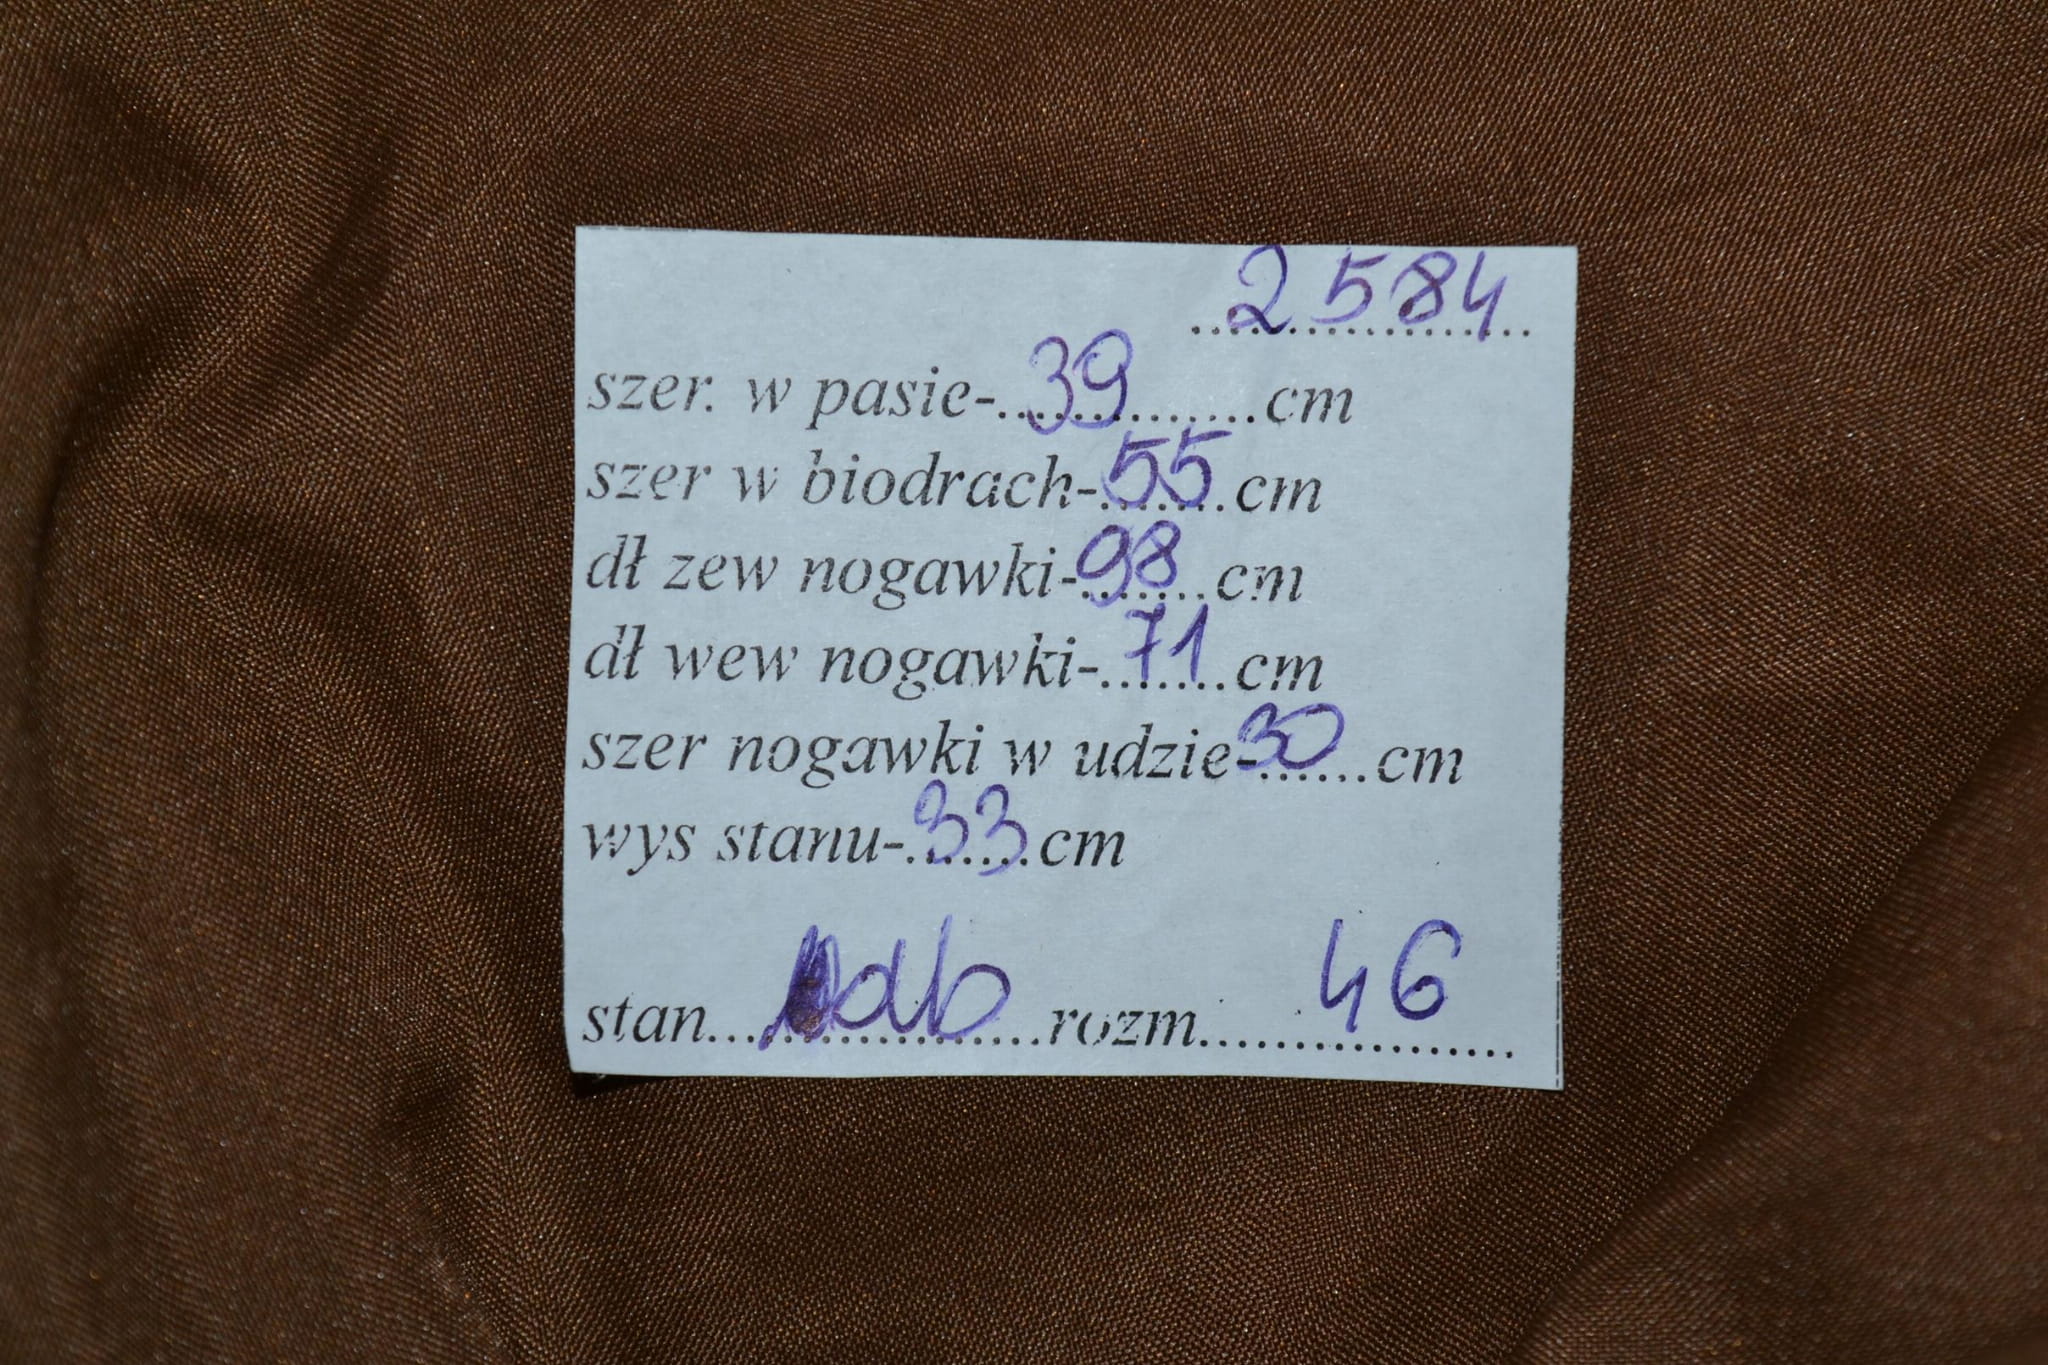 2584
szer. w pasie-...39...cm
szer w biodrach-55.cm
dł zew nogawki-98..cm
dł wew nogawki-.71.cm
szer nogawki w udzie-30..cm
wys stanu-.33.cm
stan...db...rozm...46